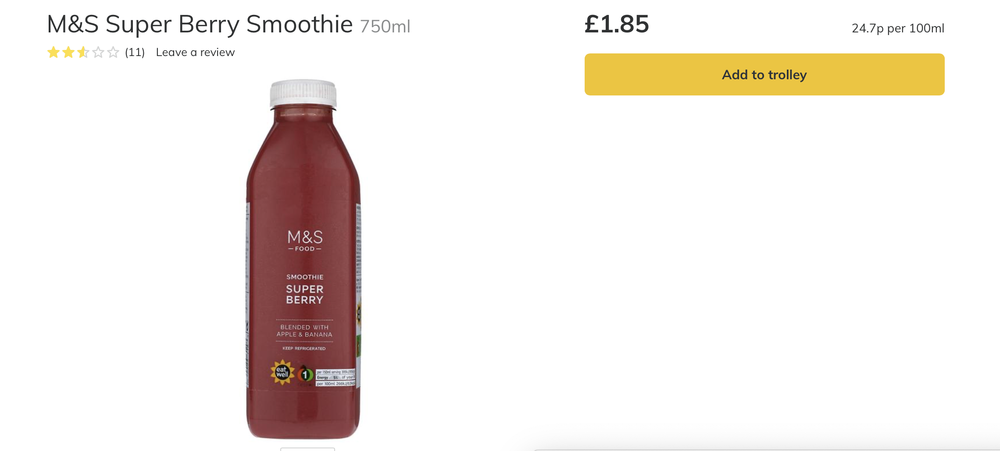 M&S Super Berry Smoothie 750ml
(11) Leave a review
£1.85
24.7p per 100ml
Add to trolley
M&S
FOOD
SMOOTHIE
SUPER
BERRY
BLENDED WITH
APPLE & BANANA
KEEP REFRIGERATED
eat
well
1
per 150ml serving 399kJ/95kcal
Energy 5% of your
per 100ml 266kJ/63kcal